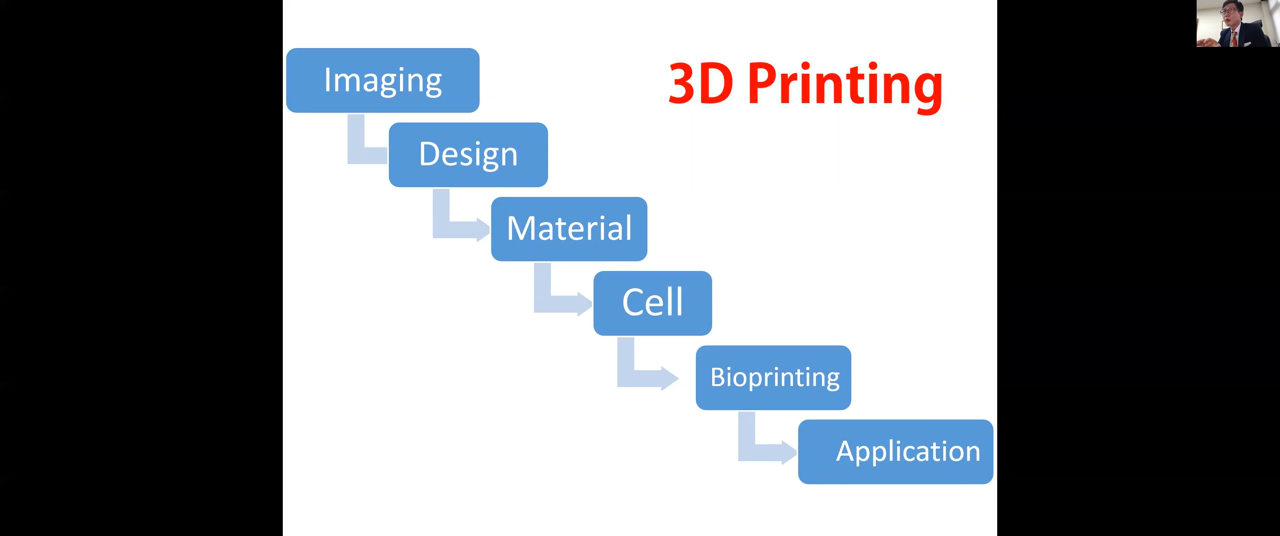 3D Printing
Imaging
Design
Material
Cell
Bioprinting
Application